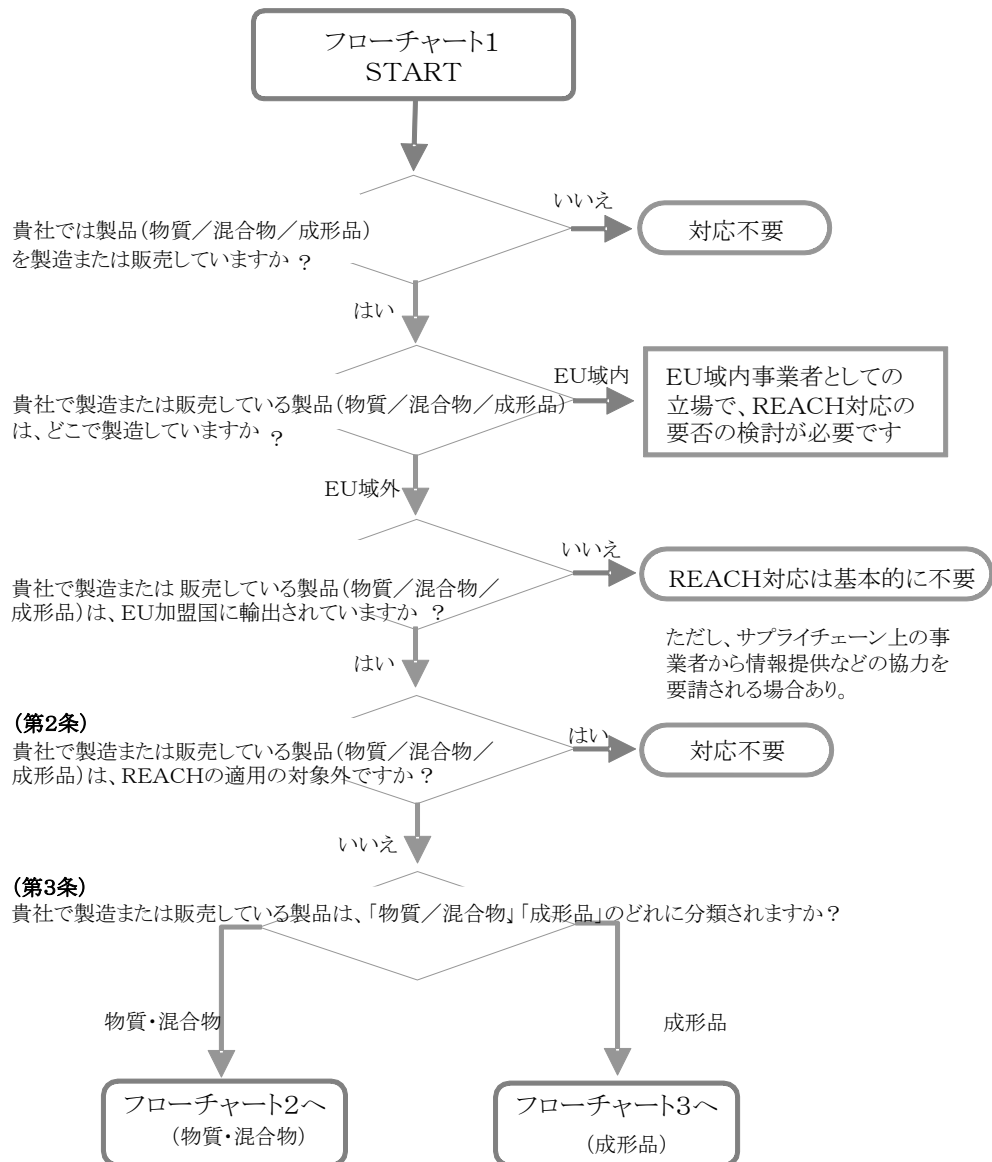 フローチャート1
START
貴社では製品(物質／混合物／成形品)
を製造または販売していますか ?
いいえ
対応不要
はい
貴社で製造または販売している製品(物質／混合物／成形品)
は、どこで製造していますか ?
EU域内
EU域内事業者としての
立場で、REACH対応の
要否の検討が必要です
EU域外
貴社で製造または 販売している製品(物質／混合物／
成形品)は、EU加盟国に輸出されていますか ?
いいえ
REACH対応は基本的に不要
ただし、サプライチェーン上の事
業者から情報提供などの協力を
要請される場合あり。
はい
(第2条)
貴社で製造または販売している製品(物質／混合物／
成形品)は、REACHの適用の対象外ですか ?
はい
対応不要
いいえ
(第3条)
貴社で製造または販売している製品は、「物質／混合物」、「成形品」のどれに分類されますか?
物質・混合物
成形品
フローチャート2へ
(物質・混合物)
フローチャート3へ
(成形品)